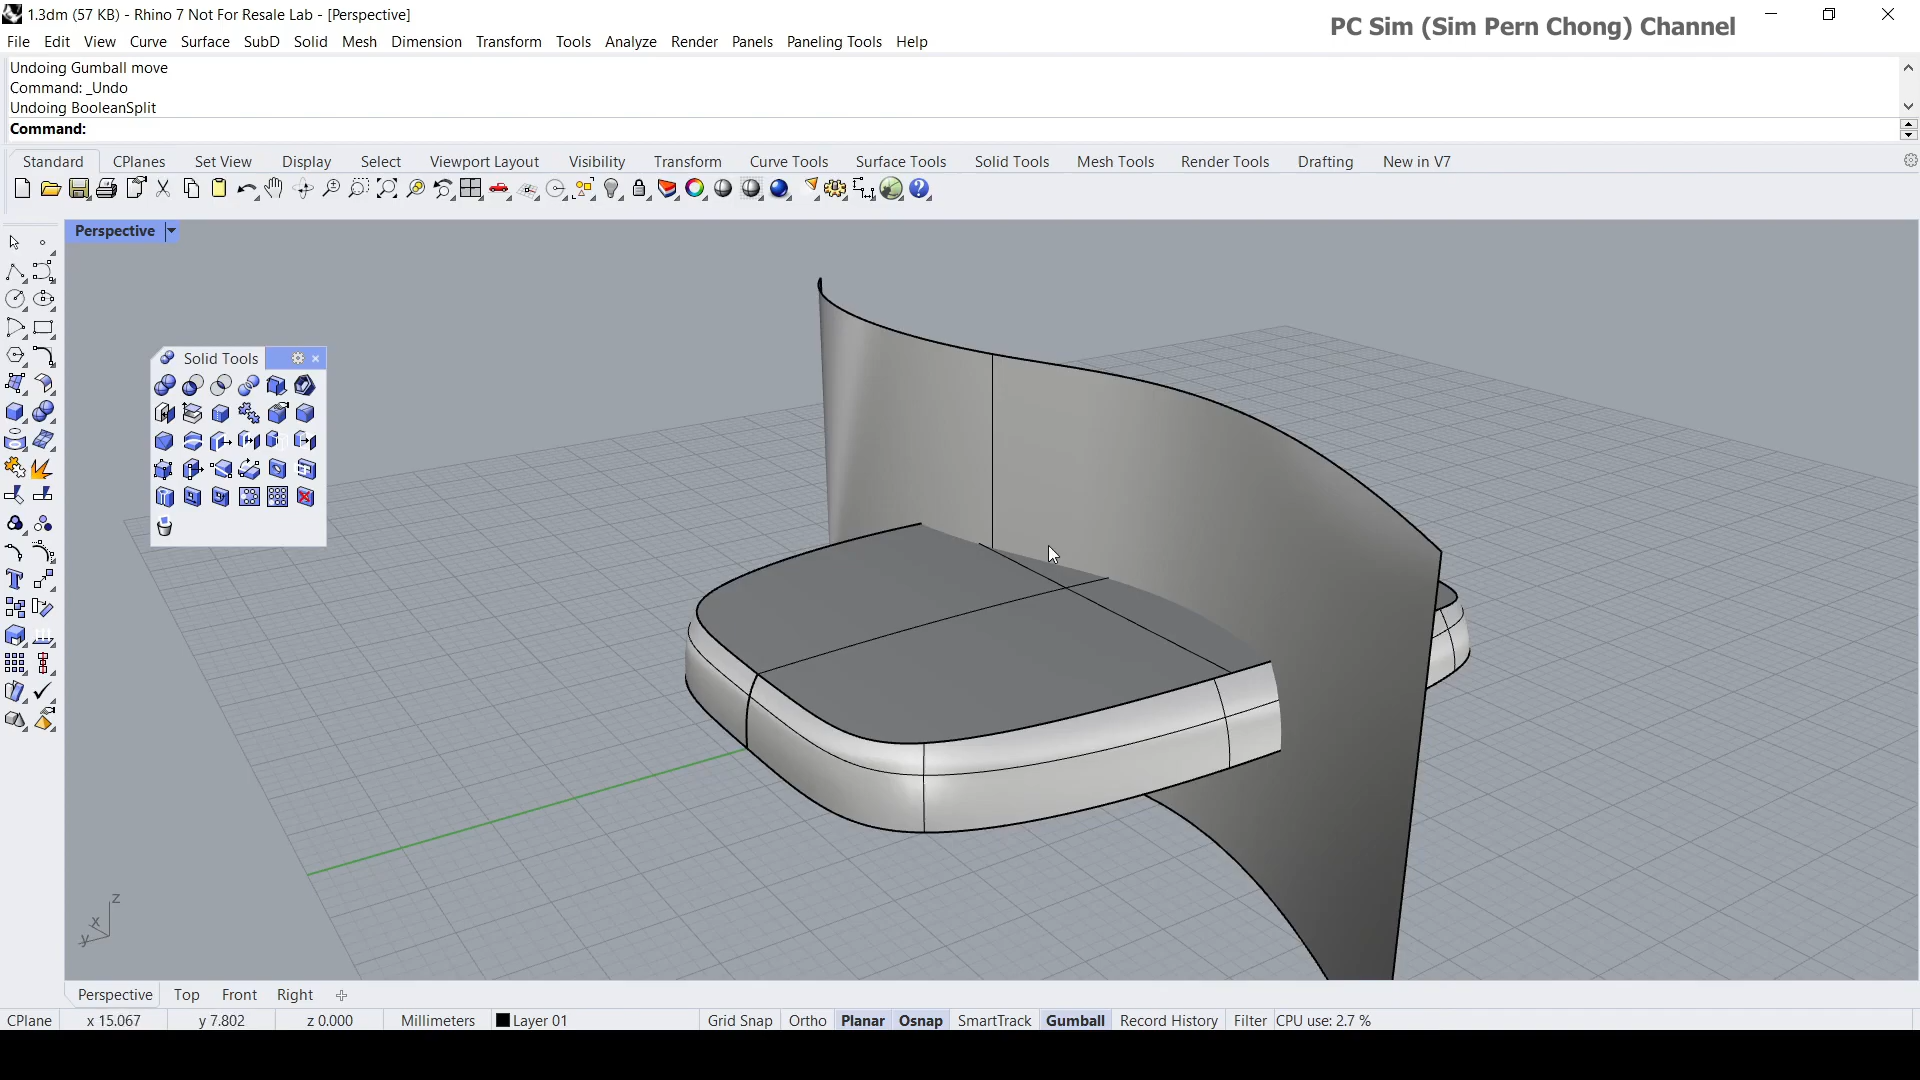 1.3dm (57 KB) - Rhino 7 Not For Resale Lab - [Perspective]
PC Sim (Sim Pern Chong) Channel
File Edit View Curve Surface SubD Solid Mesh Dimension Transform Tools Analyze Render Panels Paneling Tools Help
Undoing Gumball move
Command: _Undo
Undoing BooleanSplit
Command:
Standard CPlanes Set View Display Select Viewport Layout Visibility Transform Curve Tools Surface Tools Solid Tools Mesh Tools Render Tools Drafting New in V7
Perspective
Solid Tools
z
x
y
Perspective Top Front Right
CPlane x 15.067 y 7.802 z 0.000 Millimeters Layer 01 Grid Snap Ortho Planar Osnap SmartTrack Gumball Record History Filter CPU use: 2.7 %